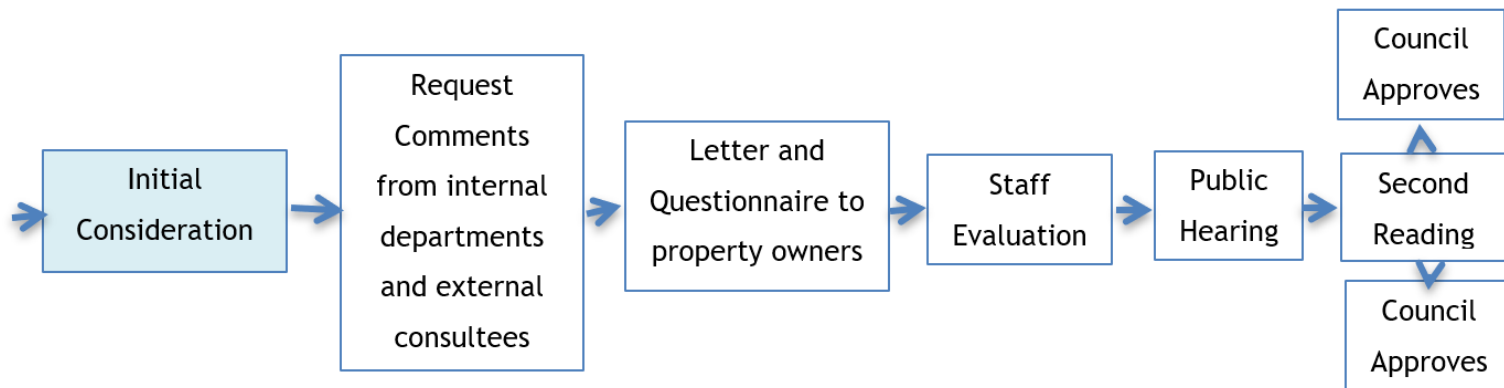 Initial
Consideration
Request
Comments
from internal
departments
and external
consultees
Letter and
Questionnaire to
property owners
Staff
Evaluation
Public
Hearing
Second
Reading
Council
Approves
Council
Approves